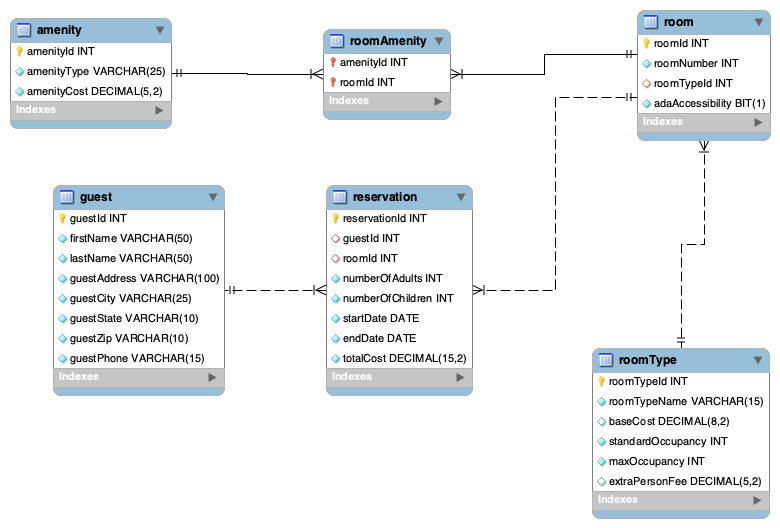 amenity
amenityId INT
amenityType VARCHAR(25)
amenityCost DECIMAL(5,2)
Indexes
roomAmenity
amenityId INT
roomId INT
Indexes
room
roomId INT
roomNumber INT
roomTypeId INT
adaAccessibility BIT(1)
Indexes
guest
guestId INT
firstName VARCHAR(50)
lastName VARCHAR(50)
guestAddress VARCHAR(100)
guestCity VARCHAR(25)
guestState VARCHAR(10)
guestZip VARCHAR(10)
guestPhone VARCHAR(15)
Indexes
reservation
reservationId INT
guestId INT
roomId INT
numberOfAdults INT
numberOfChildren INT
startDate DATE
endDate DATE
totalCost DECIMAL(15,2)
Indexes
roomType
roomTypeId INT
roomTypeName VARCHAR(15)
baseCost DECIMAL(8,2)
standardOccupancy INT
maxOccupancy INT
extraPersonFee DECIMAL(5,2)
Indexes